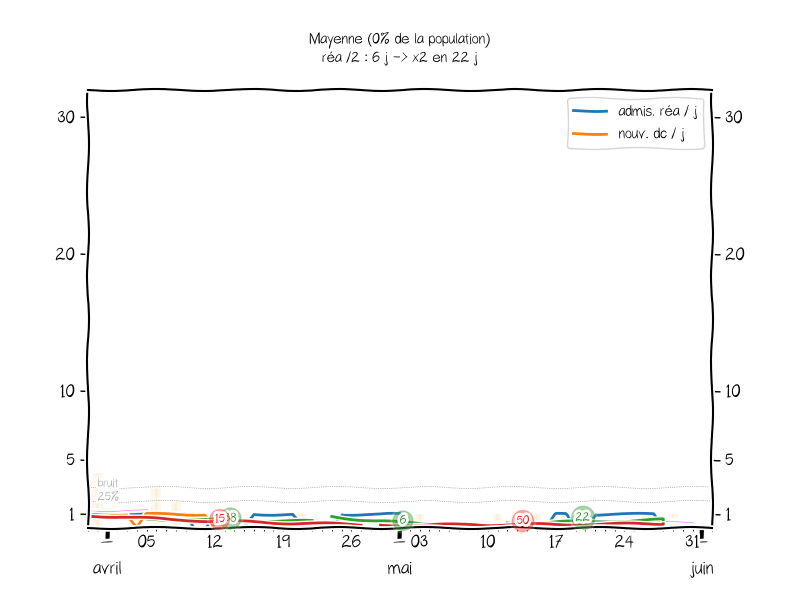 Mayenne (0% de la population)
réa /2 : 6 j -> x2 en 22 j
admis. réa / j
nouv. dc / j
30 30
20 20
10 10
5 5
bruit
25%
1 1
15 8 6 50 22
05 12 19 26 03 10 17 24 31
avril mai juin